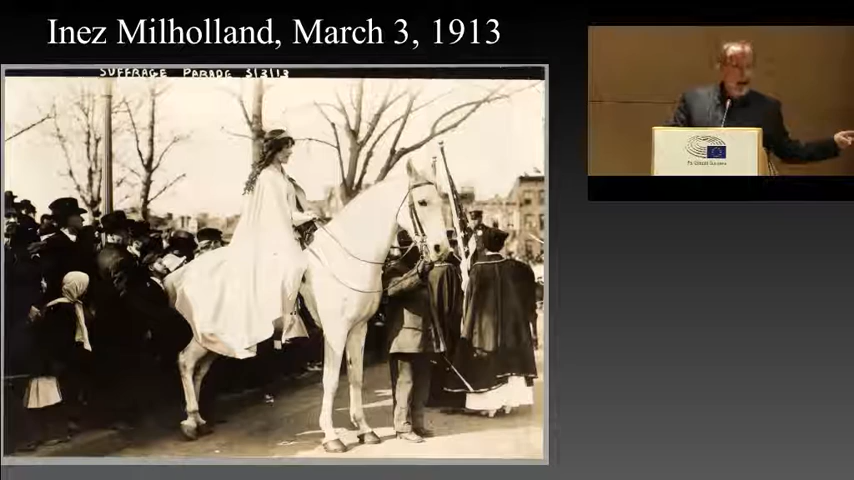 Inez Milholland, March 3, 1913
SUFFRAGE PARADE 3/3/13